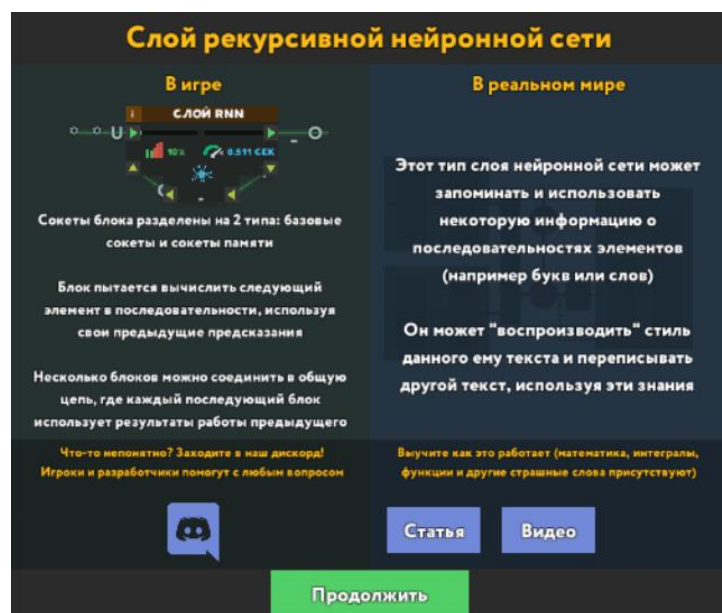 Слой рекурсивной нейронной сети
В игре
i СЛОЙ RNN
U
O
10% 0.511 СЕК
Сокеты блока разделены на 2 типа: базовые
сокеты и сокеты памяти
Блок пытается вычислить следующий
элемент в последовательности, используя
свои предыдущие предсказания
Несколько блоков можно соединить в общую
цепь, где каждый последующий блок
использует результаты работы предыдущего
Что-то непонятно? Заходите в наш дискорд!
Игроки и разработчики помогут с любым вопросом
В реальном мире
Этот тип слоя нейронной сети может
запоминать и использовать
некоторую информацию о
последовательностях элементов
(например букв или слов)
Он может "воспроизводить" стиль
данного ему текста и переписывать
другой текст, используя эти знания
Выучите как это работает (математика, интегралы,
функции и другие страшные слова присутствуют)
Статья
Видео
Продолжить